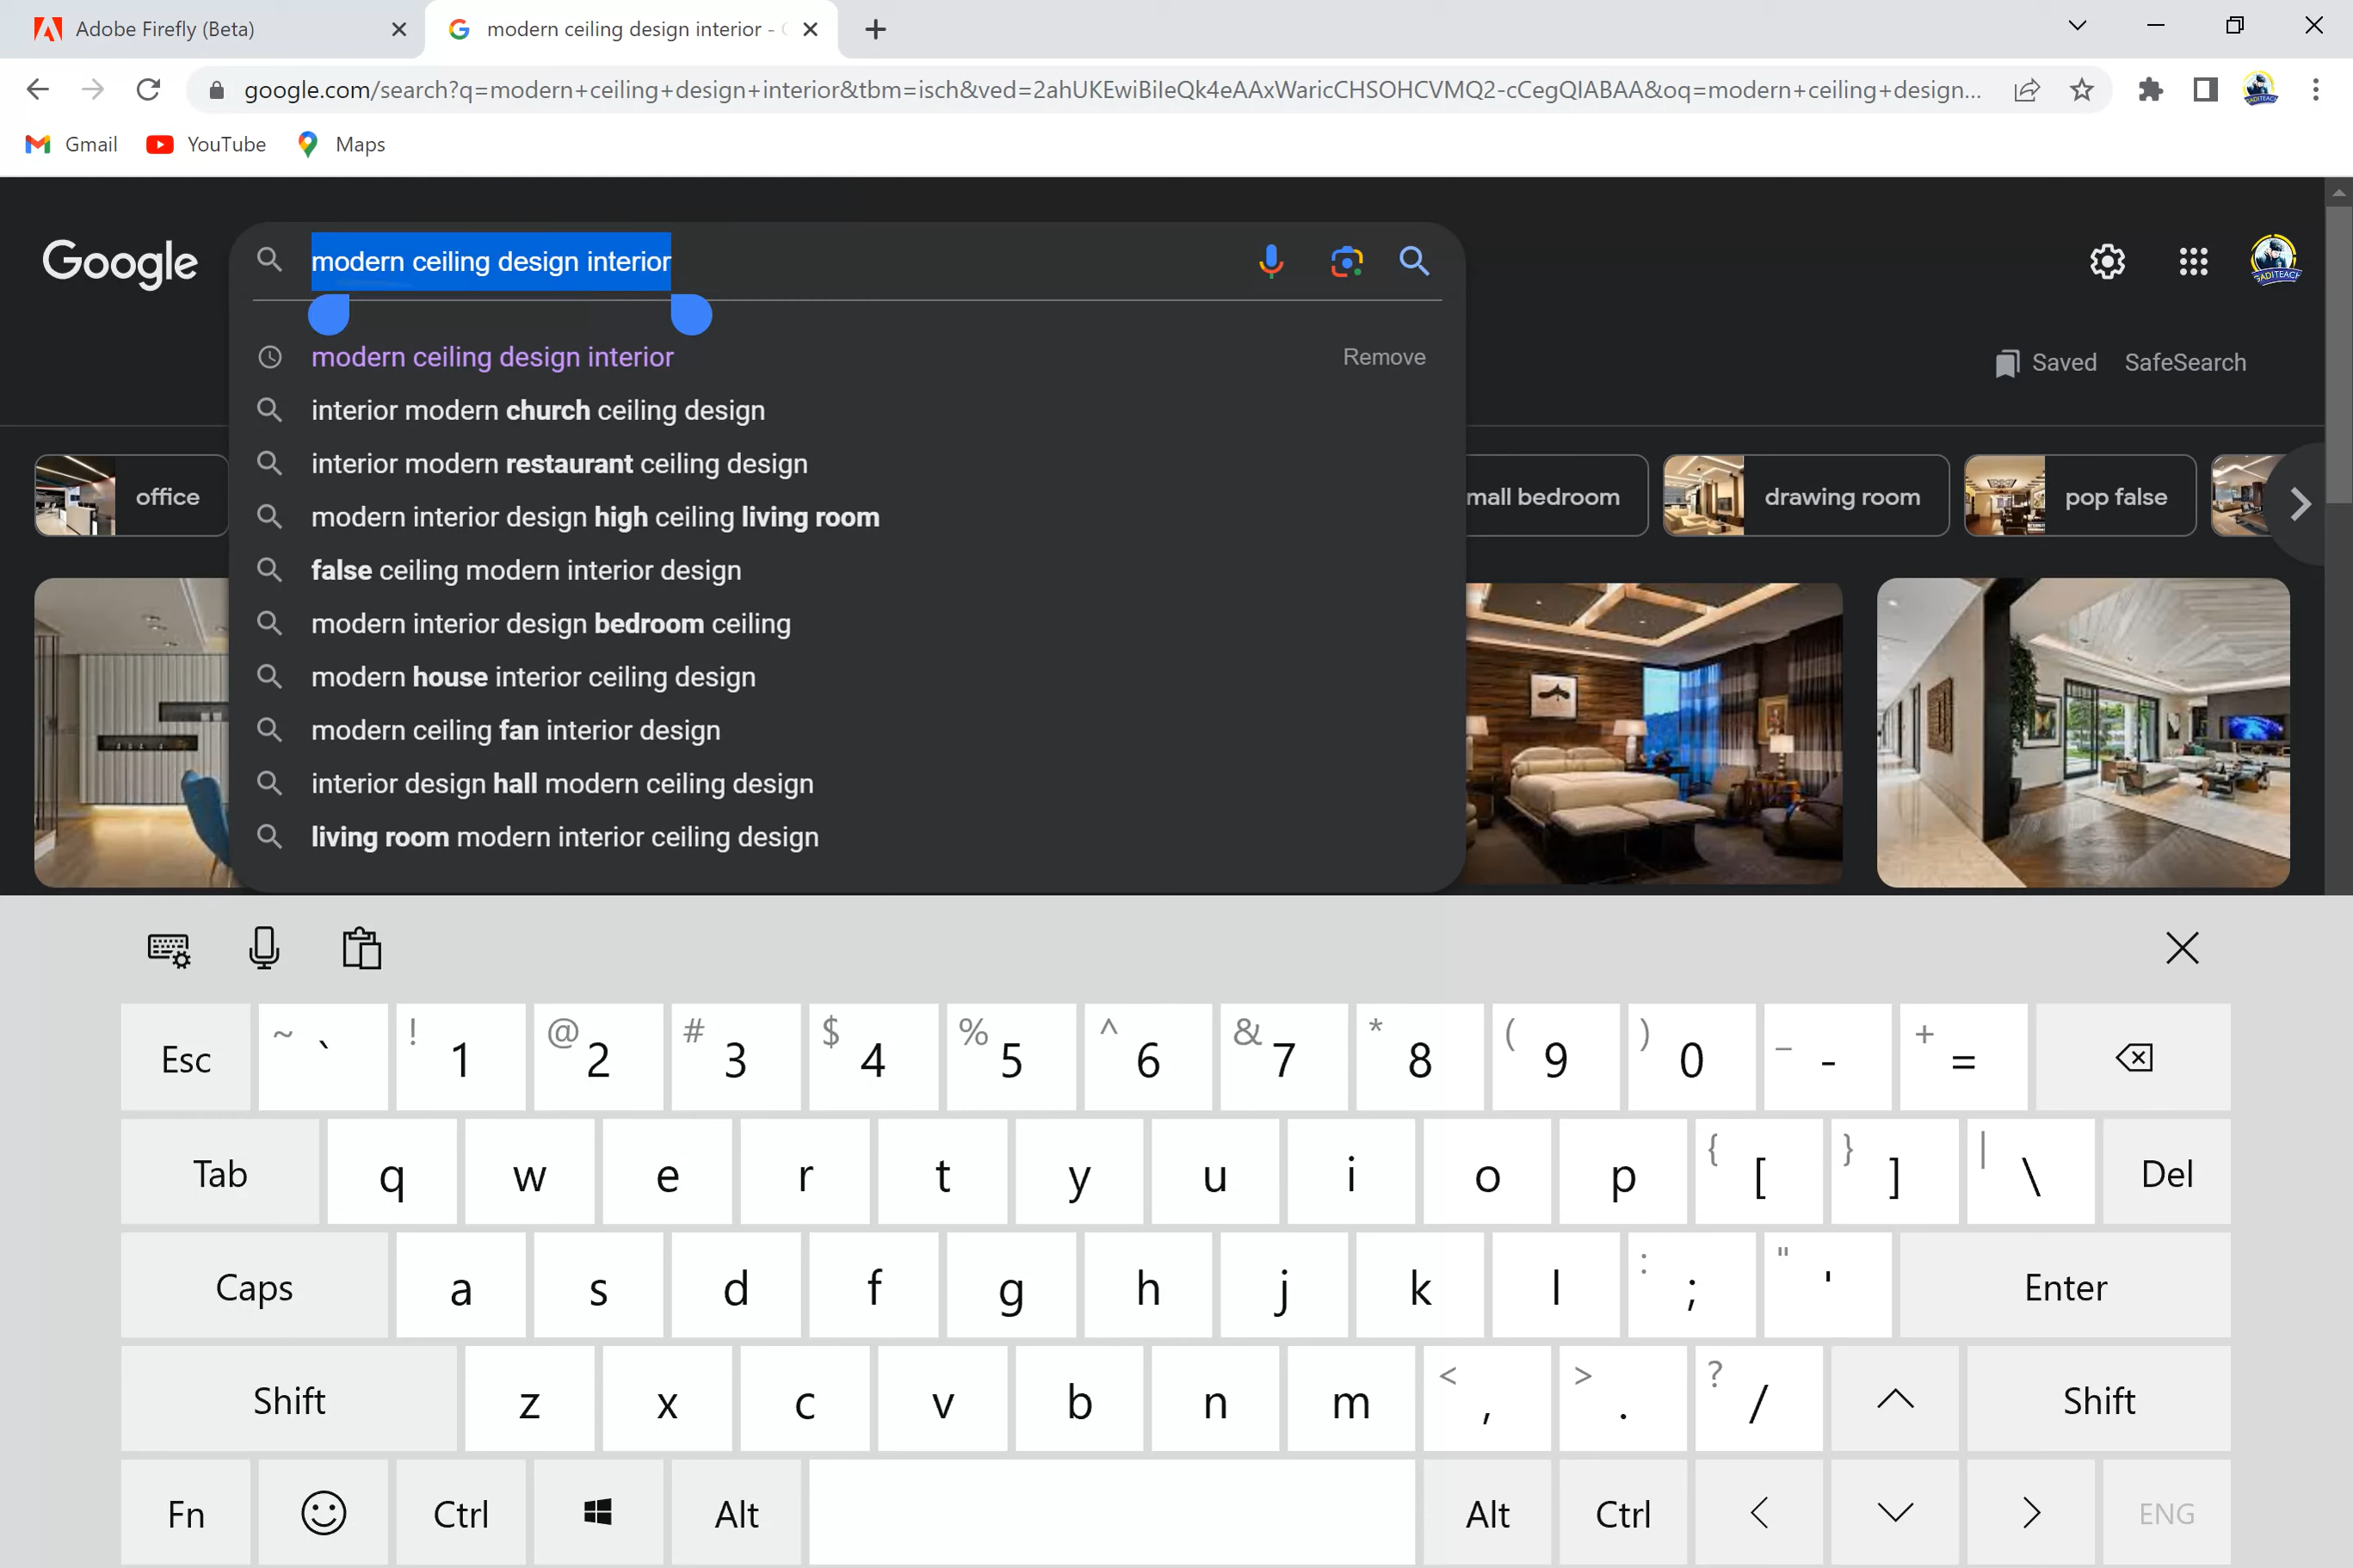 Adobe Firefly (Beta)
modern ceiling design interior -
google.com/search?q=modern+ceiling+design+interior&tbm=isch&ved=2ahUKEwiBileQk4eAAxWaricCHSOHCVMQ2-cCegQIABAA&oq=modern+ceiling+design...
Gmail YouTube Maps
Google
modern ceiling design interior
modern ceiling design interior Remove
Saved SafeSearch
interior modern church ceiling design
interior modern restaurant ceiling design
office
mall bedroom
drawing room
pop false
modern interior design high ceiling living room
false ceiling modern interior design
modern interior design bedroom ceiling
modern house interior ceiling design
modern ceiling fan interior design
interior design hall modern ceiling design
living room modern interior ceiling design
Esc ~ ` ! 1 @ 2 # 3 $ 4 % 5 ^ 6 & 7 * 8 ( 9 ) 0 _ - + =
Tab q w e r t y u i o p { [ } ] | \ Del
Caps a s d f g h j k l : ; " ' Enter
Shift z x c v b n m < , > . ? / Shift
Fn Ctrl Alt Alt Ctrl ENG